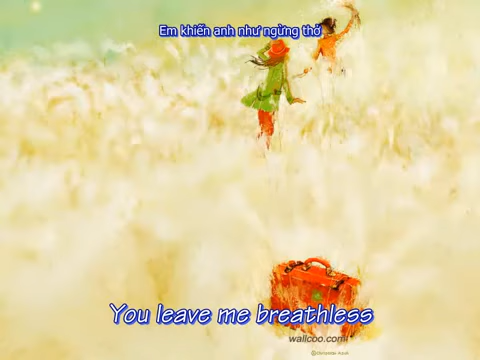 Em khiến anh như ngừng thở
You leave me breathless
wallcoo.com